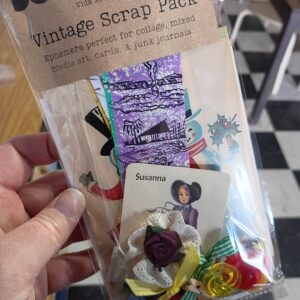 Vintage Scrap Pack
Ephemera perfect for collage, mixed
media art, cards, & junk journals
Susanna